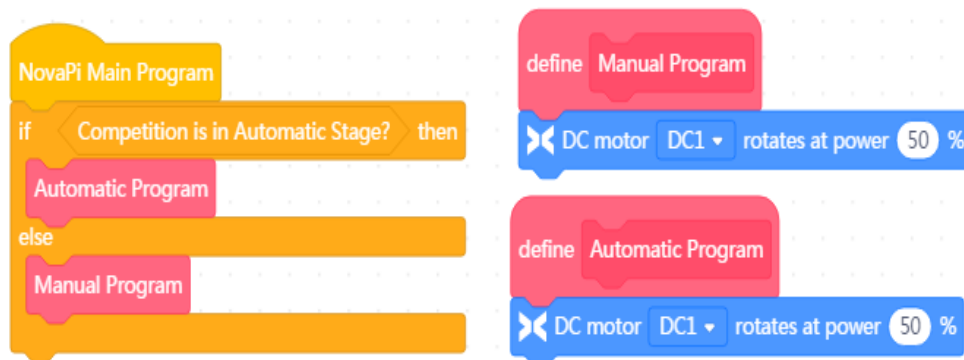 NovaPi Main Program
if Competition is in Automatic Stage? then
Automatic Program
else
Manual Program
define Manual Program
DC motor DC1 rotates at power 50 %
define Automatic Program
DC motor DC1 rotates at power 50 %